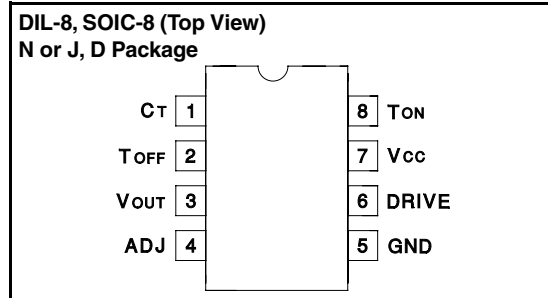 DIL-8, SOIC-8 (Top View)
N or J, D Package
CT 1
8 TON
TOFF 2
7 VCC
VOUT 3
6 DRIVE
ADJ 4
5 GND